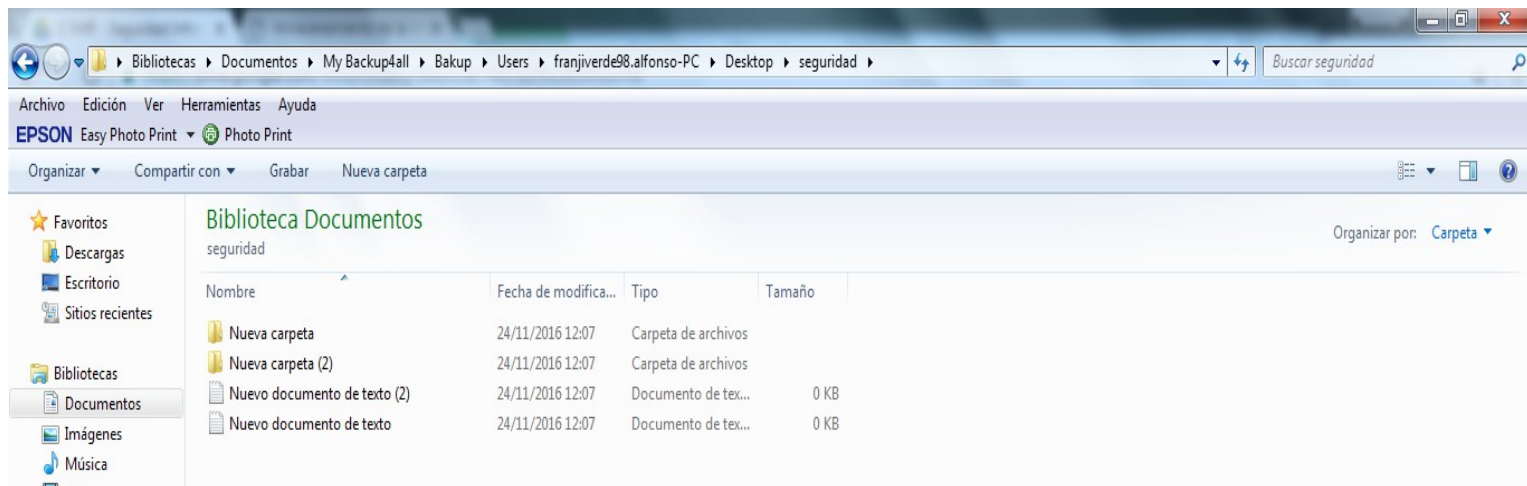 Bibliotecas ▸ Documentos ▸ My Backup4all ▸ Bakup ▸ Users ▸ franjiverde98.alfonso-PC ▸ Desktop ▸ seguridad ▸ Buscar seguridad
Archivo Edición Ver Herramientas Ayuda
EPSON Easy Photo Print Photo Print
Organizar Compartir con Grabar Nueva carpeta
Favoritos
Descargas
Escritorio
Sitios recientes
Bibliotecas
Documentos
Imágenes
Música
Biblioteca Documentos
seguridad
Organizar por: Carpeta
Nombre Fecha de modifica... Tipo Tamaño
Nueva carpeta 24/11/2016 12:07 Carpeta de archivos
Nueva carpeta (2) 24/11/2016 12:07 Carpeta de archivos
Nuevo documento de texto (2) 24/11/2016 12:07 Documento de tex... 0 KB
Nuevo documento de texto 24/11/2016 12:07 Documento de tex... 0 KB